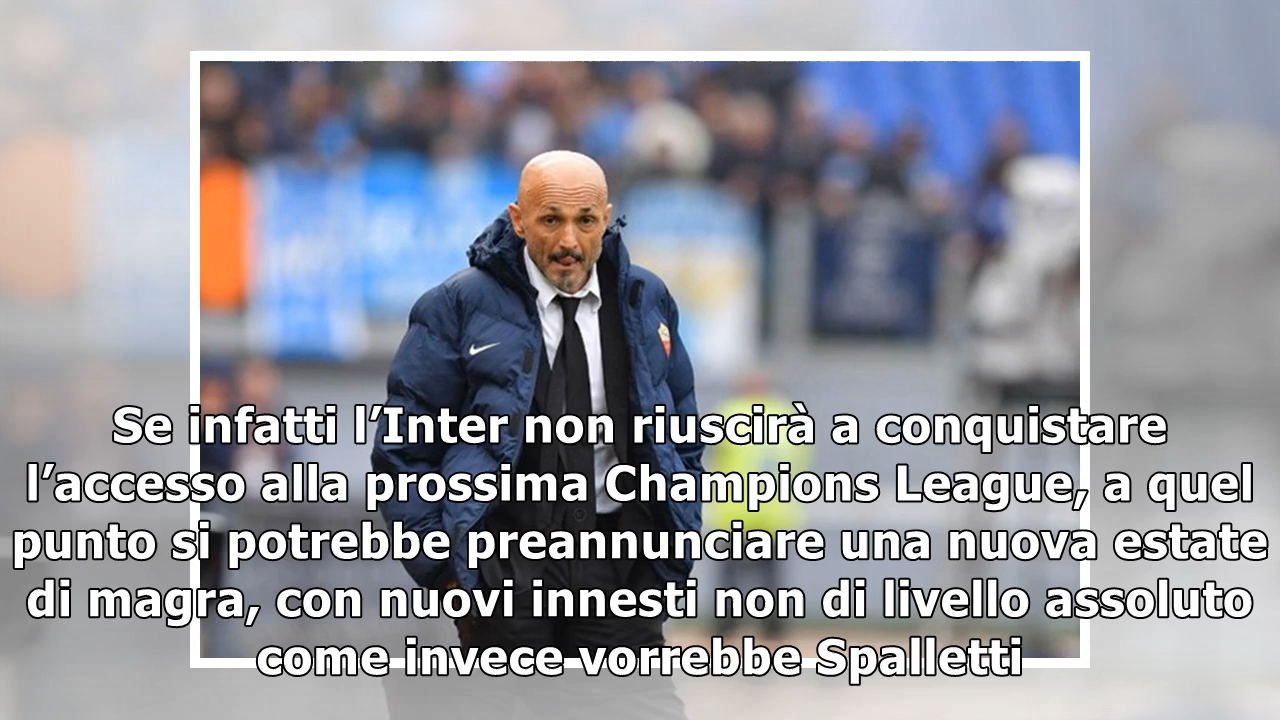 Se infatti l’Inter non riuscirà a conquistare
l’accesso alla prossima Champions League, a quel
punto si potrebbe preannunciare una nuova estate
di magra, con nuovi innesti non di livello assoluto
come invece vorrebbe Spalletti